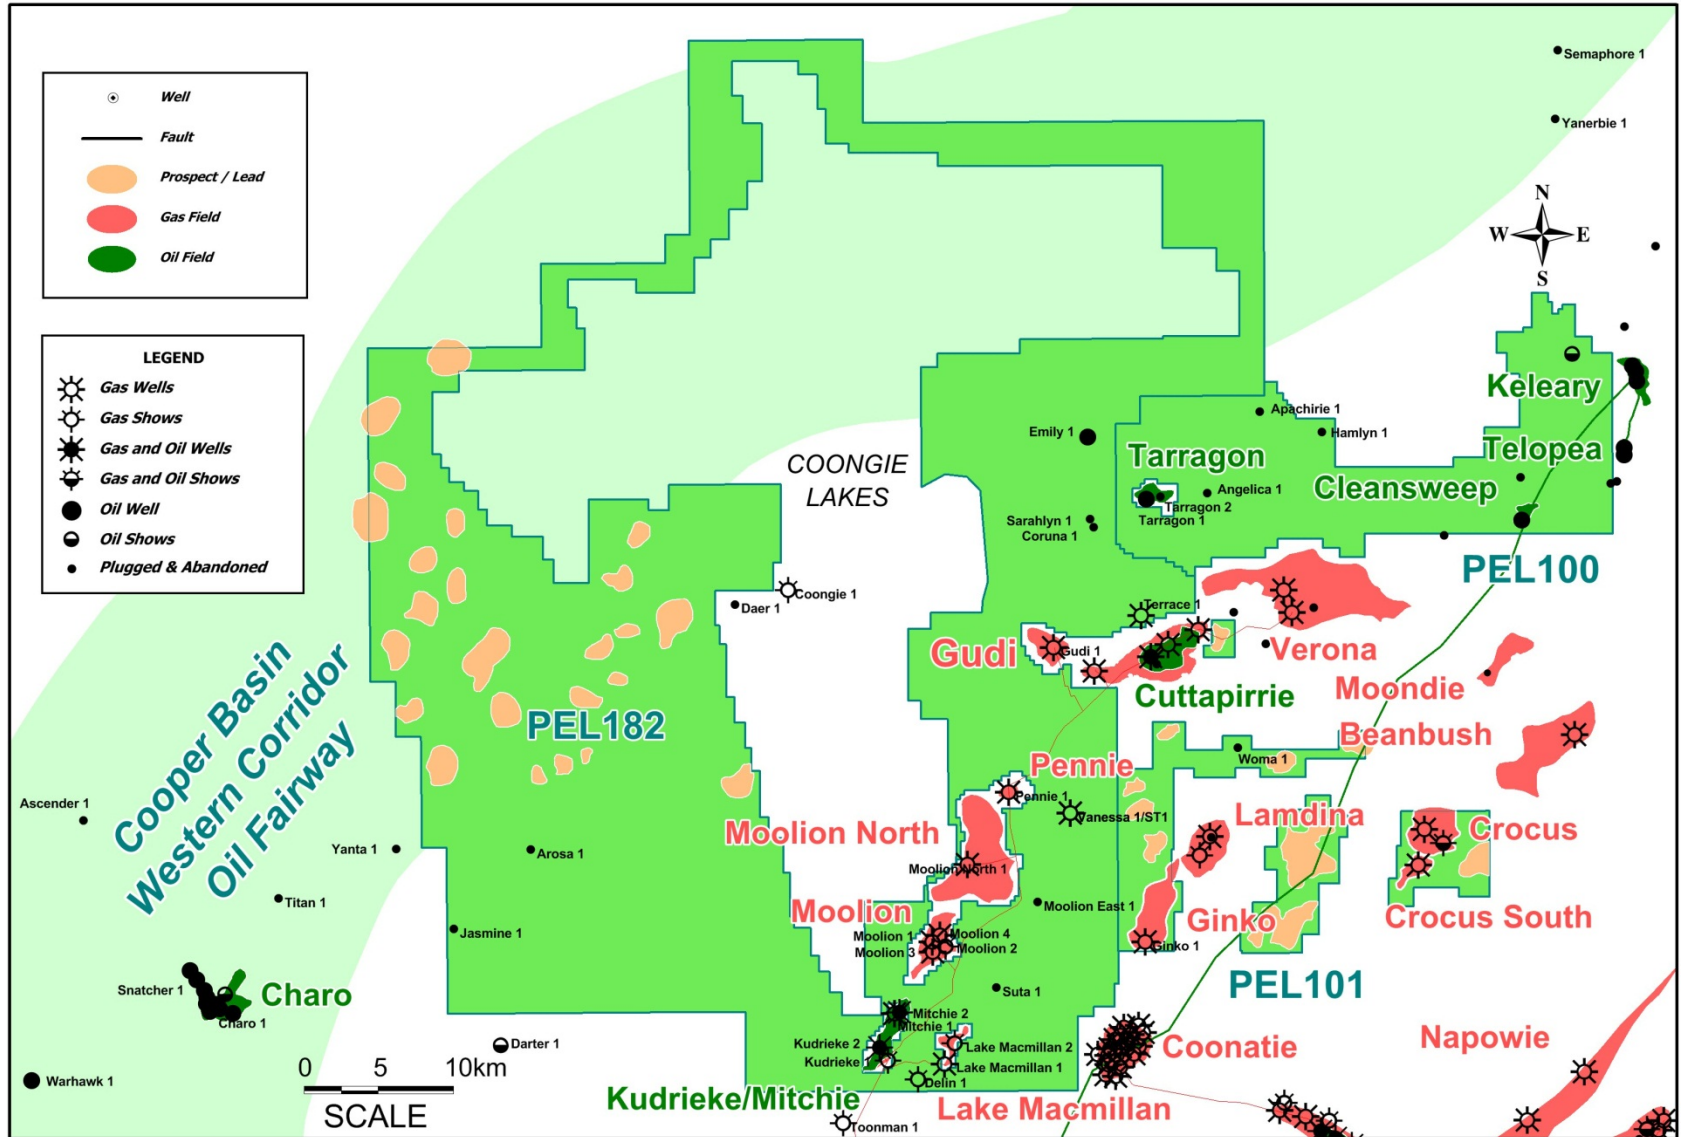 Well
Fault
Prospect / Lead
Gas Field
Oil Field
LEGEND
Gas Wells
Gas Shows
Gas and Oil Wells
Gas and Oil Shows
Oil Well
Oil Shows
Plugged & Abandoned
Semaphore 1
Yanerbie 1
N
W
E
S
Keleary
Telopea
Cleansweep
Apachirie 1
Hamlyn 1
Emily 1
Tarragon
Angelica 1
Tarragon 2
Tarragon 1
Sarahlyn 1
Coruna 1
COONGIE
LAKES
PEL100
Coongie 1
Daer 1
Terrace 1
Gudi
Gudi 1
Verona
Cuttapirrie
Moondie
Beanbush
PEL182
Cooper Basin
Western Corridor
Oil Fairway
Pennie
Woma 1
Pennie 1
Vanessa 1/ST1
Ascender 1
Yanta 1
Arosa 1
Moolion North
Moolion North 1
Lamdina
Crocus
Titan 1
Jasmine 1
Moolion
Moolion East 1
Moolion 1
Moolion 4
Moolion 3
Moolion 2
Ginko
Ginko 1
Crocus South
Snatcher 1
Charo
Charo 1
Suta 1
PEL101
Mitchie 2
Mitchie 1
Kudrieke 2
Kudrieke 1
Lake Macmillan 2
Lake Macmillan 1
Coonatie
Napowie
Darter 1
Warhawk 1
0 5 10km
SCALE
Delin 1
Kudrieke/Mitchie
Lake Macmillan
Toonman 1